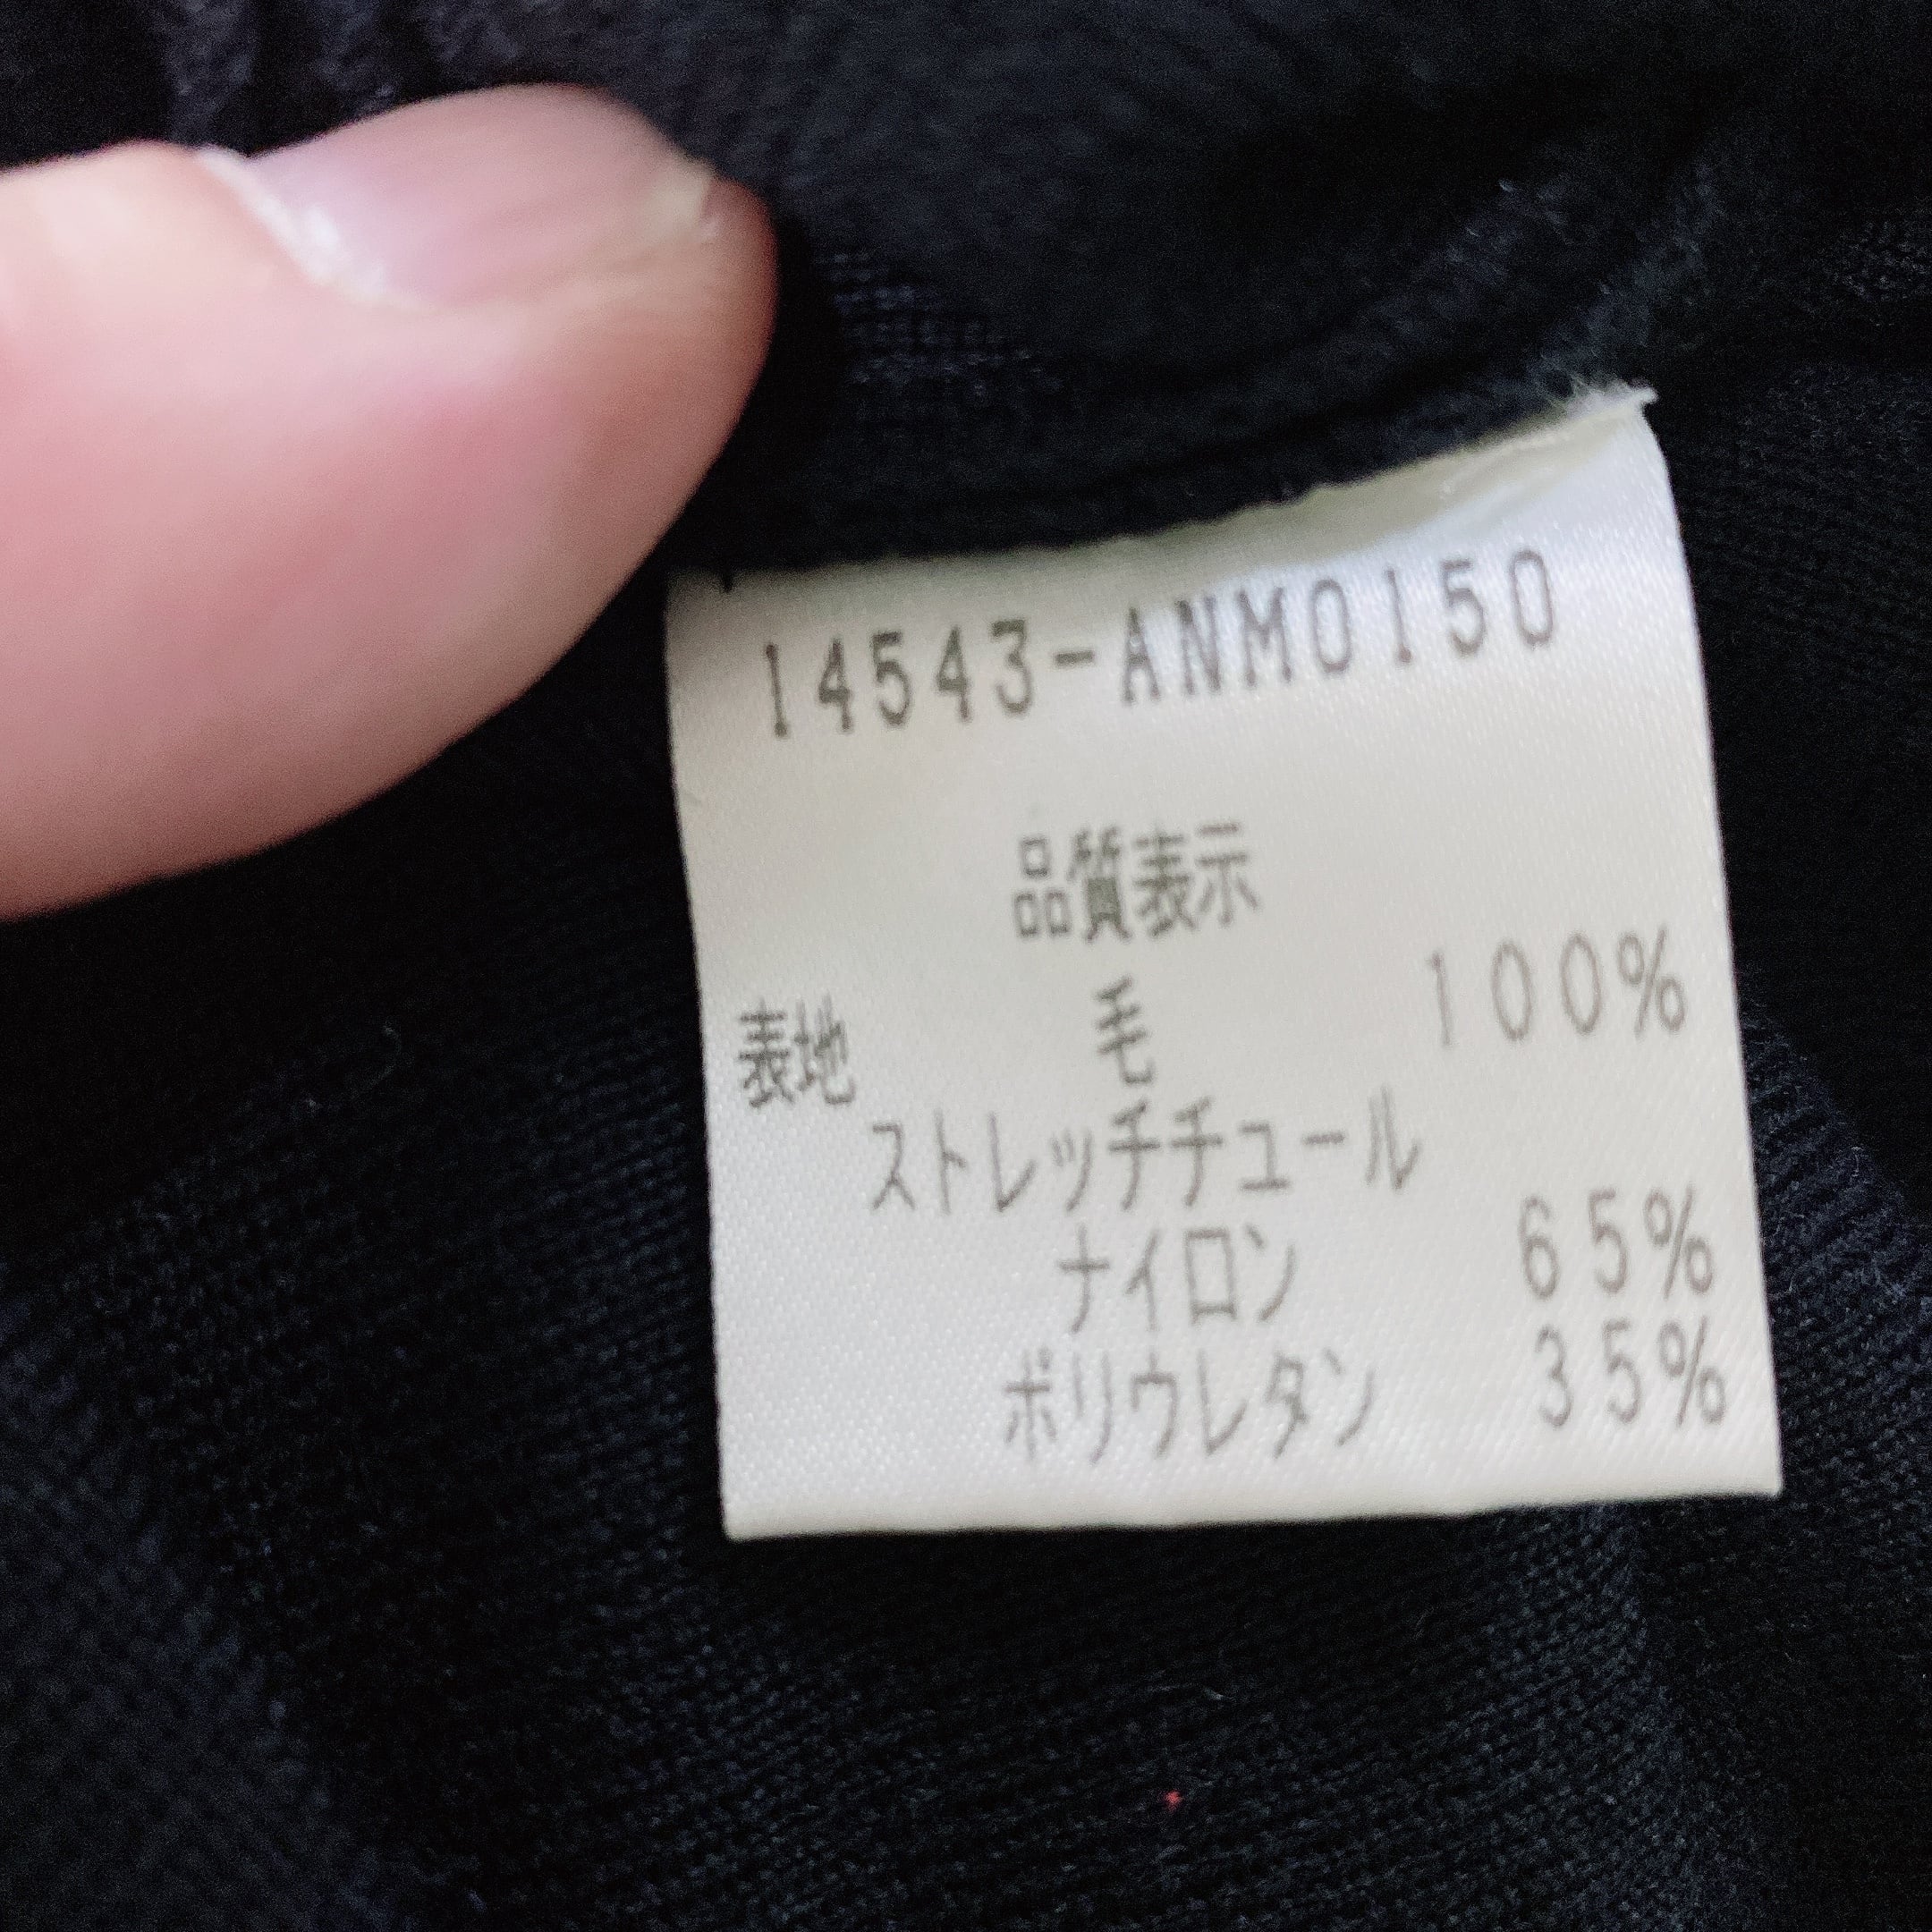 14543-ANM0150
品質表示
表地 毛 100%
ストレッチチュール
ナイロン 65%
ポリウレタン 35%